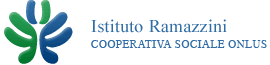 Istituto Ramazzini
COOPERATIVA SOCIALE ONLUS